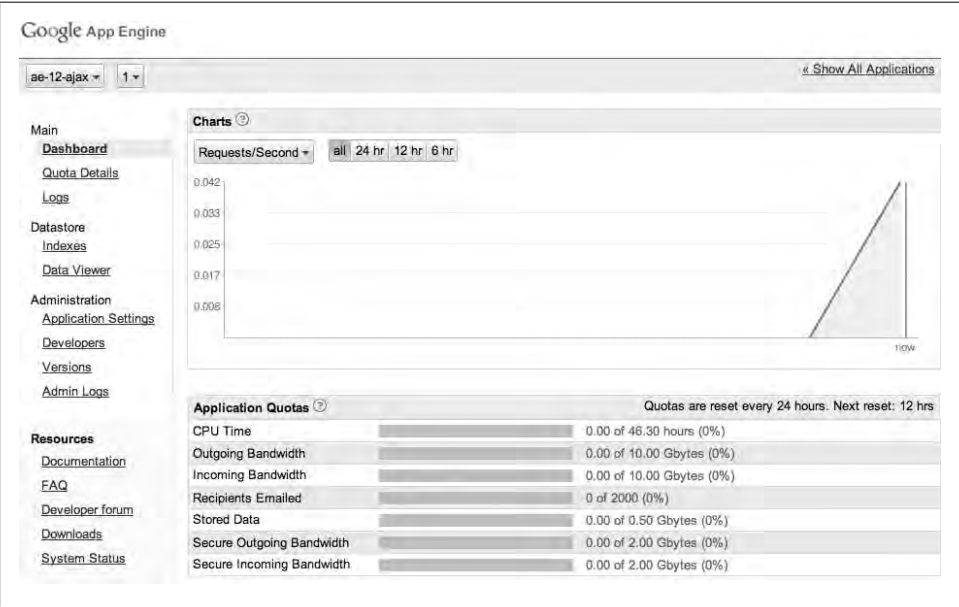 Google App Engine
ae-12-ajax 1
« Show All Applications
Main
Dashboard
Quota Details
Logs
Datastore
Indexes
Data Viewer
Administration
Application Settings
Developers
Versions
Admin Logs
Resources
Documentation
FAQ
Developer forum
Downloads
System Status
Charts ?
Requests/Second all 24 hr 12 hr 6 hr
0.042
0.033
0.025
0.017
0.008
now
Application Quotas ? Quotas are reset every 24 hours. Next reset: 12 hrs
CPU Time 0.00 of 46.30 hours (0%)
Outgoing Bandwidth 0.00 of 10.00 Gbytes (0%)
Incoming Bandwidth 0.00 of 10.00 Gbytes (0%)
Recipients Emailed 0 of 2000 (0%)
Stored Data 0.00 of 0.50 Gbytes (0%)
Secure Outgoing Bandwidth 0.00 of 2.00 Gbytes (0%)
Secure Incoming Bandwidth 0.00 of 2.00 Gbytes (0%)